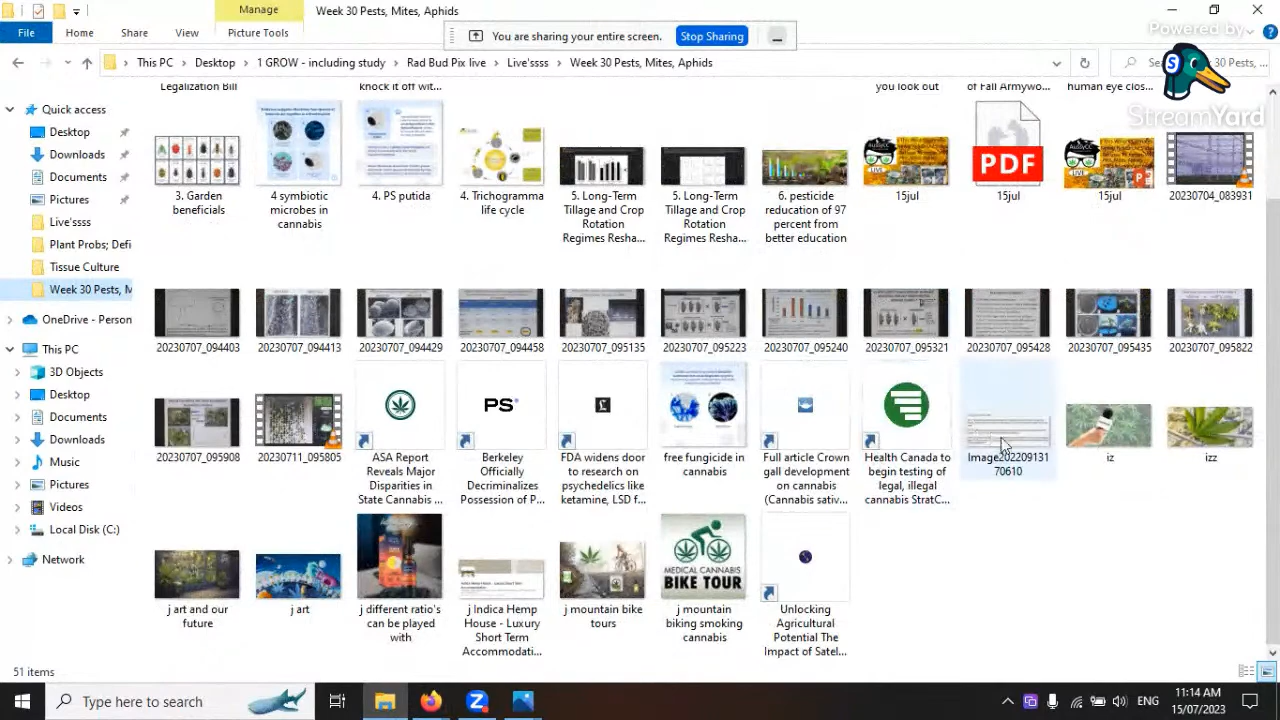 Manage
Week 30 Pests, Mites, Aphids
File
Home
Share
View
Picture Tools
You are sharing your entire screen.
Stop Sharing
Powered by
This PC
Desktop
1 GROW - including study
Live'ssss
Week 30 Pests, Mites, Aphids
StreamYard
Quick access
Desktop
Downloads
Documents
Pictures
Live'ssss
Plant Probs; Defi
Tissue Culture
Week 30 Pests, M
OneDrive - Person
This PC
3D Objects
Desktop
Documents
Downloads
Music
Pictures
Videos
Local Disk (C:)
Network
Legalization Bill
knock it off wit...
you look out
of Fall Armywo...
human eye clos...
PDF
3. Garden beneficials
4 symbiotic microbes in cannabis
4. PS putida
4. Trichogramma life cycle
5. Long-Term Tillage and Crop Rotation Regimes Resha...
5. Long-Term Tillage and Crop Rotation Regimes Resha...
6. pesticide reducation of 97 percent from better education
15jul
15jul
15jul
20230704_083931
20230707_094403
20230707_094413
20230707_094429
20230707_094458
20230707_095135
20230707_095223
20230707_095240
20230707_095321
20230707_095428
20230707_095435
20230707_095822
PS
20230707_095908
20230711_095805
ASA Report Reveals Major Disparities in State Cannabis ...
Berkeley Officially Decriminalizes Possession of P...
FDA widens door to research on psychedelics like ketamine, LSD f...
free fungicide in cannabis
Full article Crown gall development on cannabis (Cannabis sativ...
Health Canada to begin testing of legal, illegal cannabis StratC...
Image20220913170610
iz
izz
MEDICAL CANNABIS
BIKE TOUR
j art and our future
j art
j different ratio's can be played with
j Indica Hemp House - Luxury Short Term Accommodati...
j mountain bike tours
j mountain biking smoking cannabis
Unlocking Agricultural Potential The Impact of Satel...
51 items
Type here to search
ENG
11:14 AM
15/07/2023